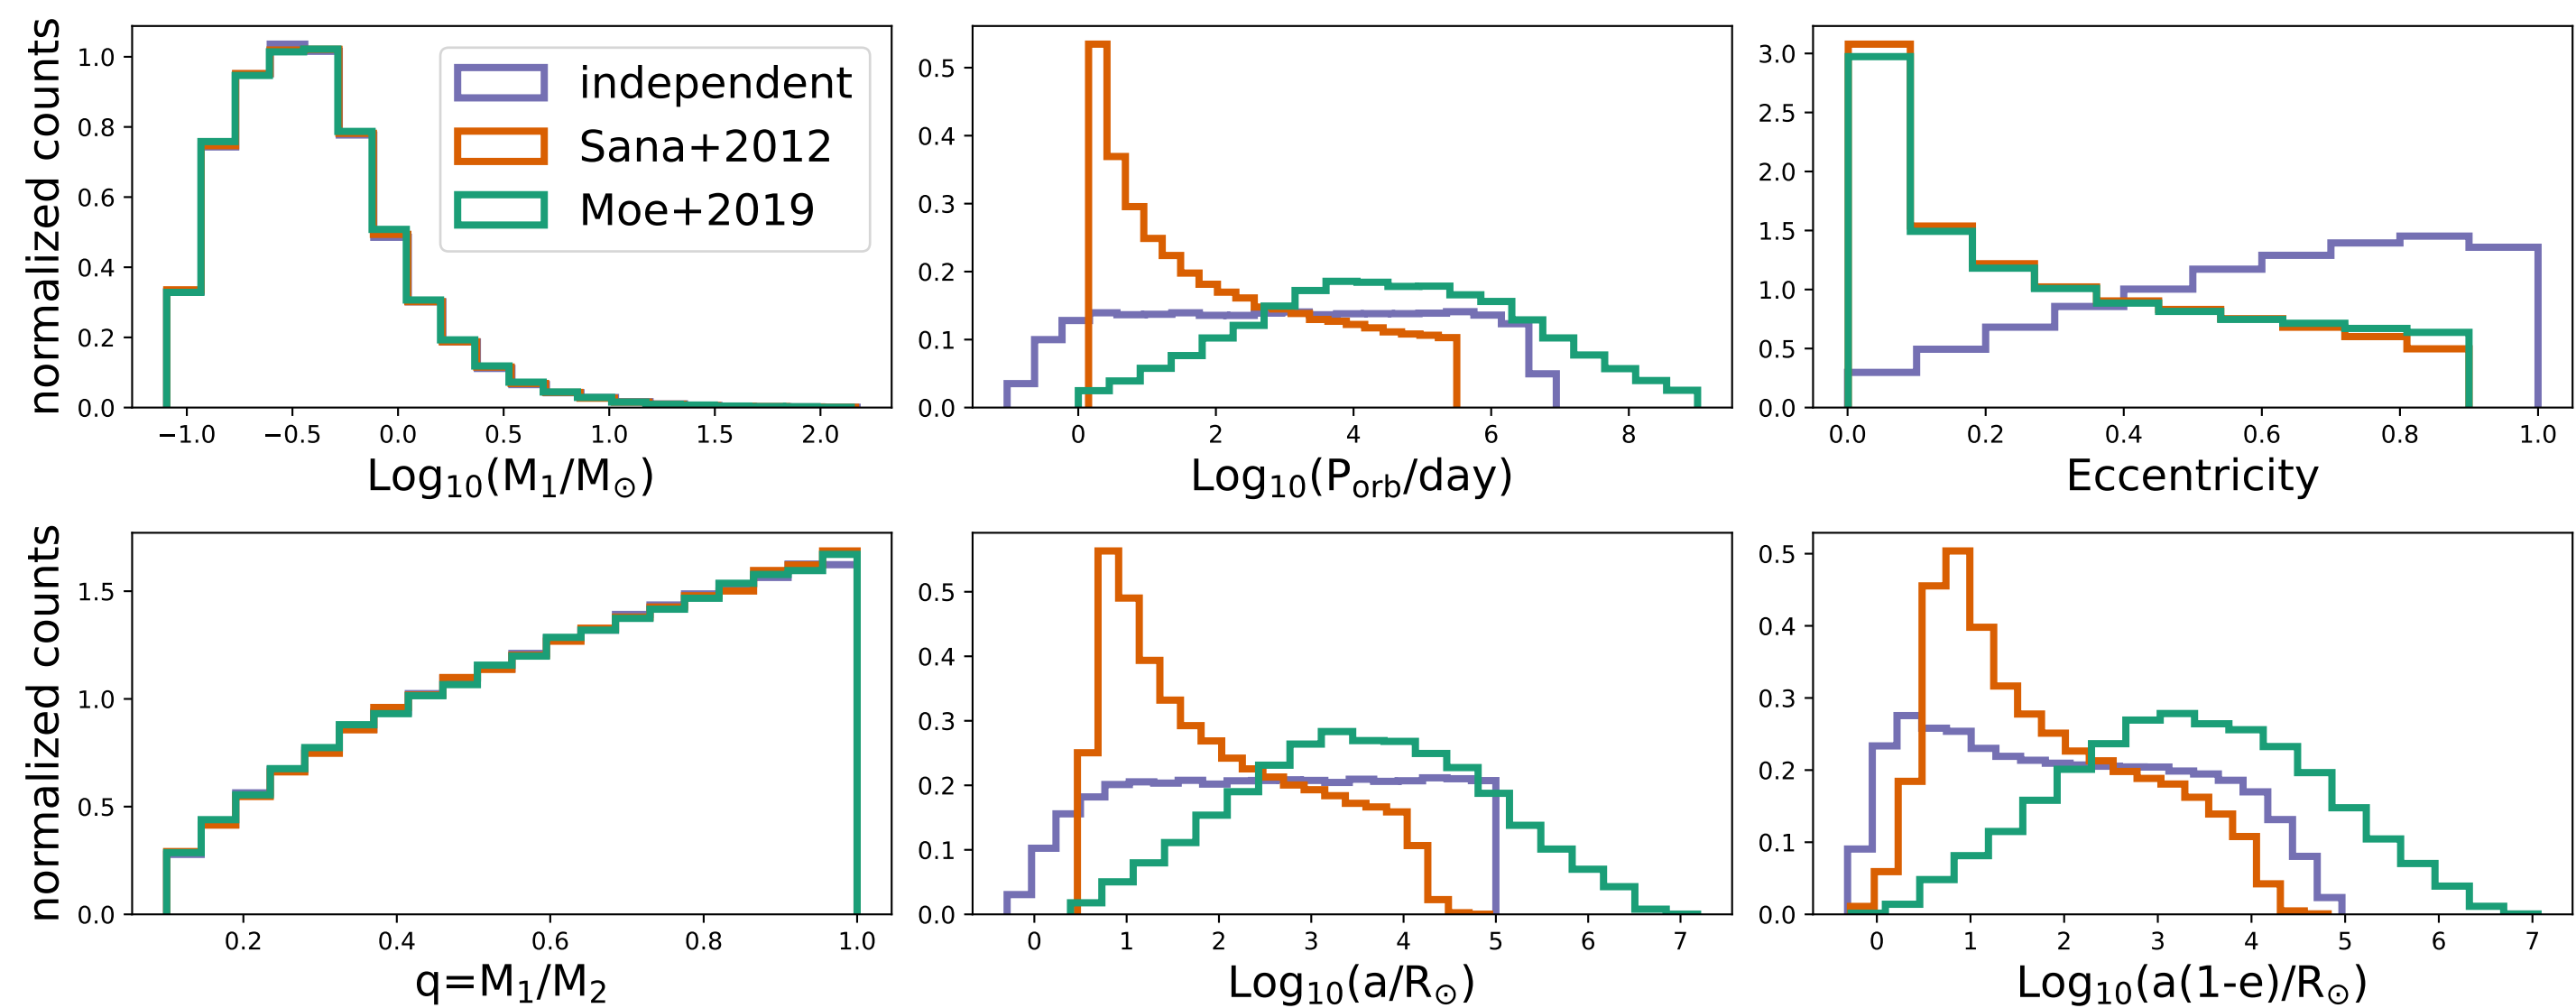 normalized counts
1.0
0.8
0.6
0.4
0.2
0.0
−1.0 −0.5 0.0 0.5 1.0 1.5 2.0
Log₁₀(M₁/M⊙)
independent
Sana+2012
Moe+2019
0.5
0.4
0.3
0.2
0.1
0.0
0 2 4 6 8
Log₁₀(Pₒᵣb/day)
3.0
2.5
2.0
1.5
1.0
0.5
0.0
0.0 0.2 0.4 0.6 0.8 1.0
Eccentricity
normalized counts
1.5
1.0
0.5
0.0
0.2 0.4 0.6 0.8 1.0
q=M₁/M₂
0.5
0.4
0.3
0.2
0.1
0.0
0 1 2 3 4 5 6 7
Log₁₀(a/R⊙)
0.5
0.4
0.3
0.2
0.1
0.0
0 1 2 3 4 5 6 7
Log₁₀(a(1-e)/R⊙)